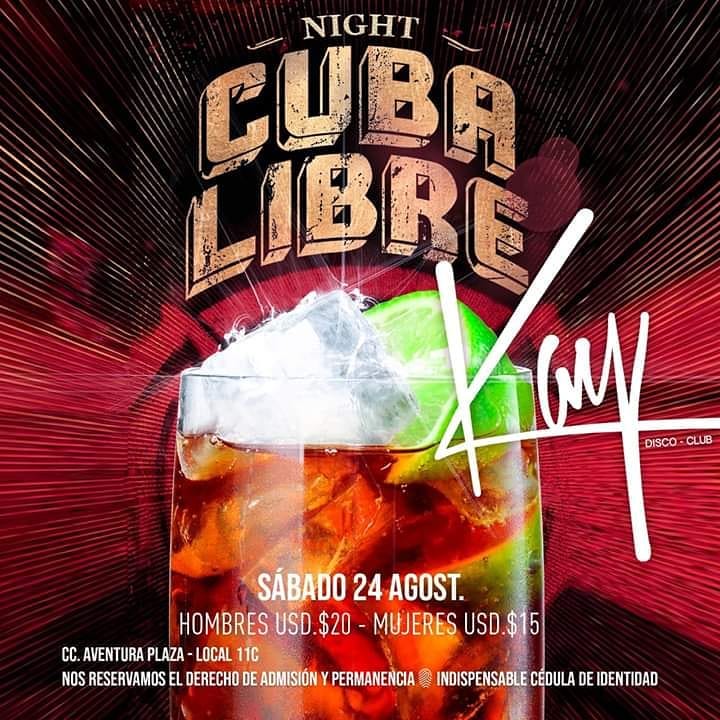 NIGHT
CUBA
LIBRE
Kay
DISCO - CLUB
SÁBADO 24 AGOST.
HOMBRES USD.$20 - MUJERES USD.$15
CC. AVENTURA PLAZA - LOCAL 11C
NOS RESERVAMOS EL DERECHO DE ADMISIÓN Y PERMANENCIA INDISPENSABLE CÉDULA DE IDENTIDAD